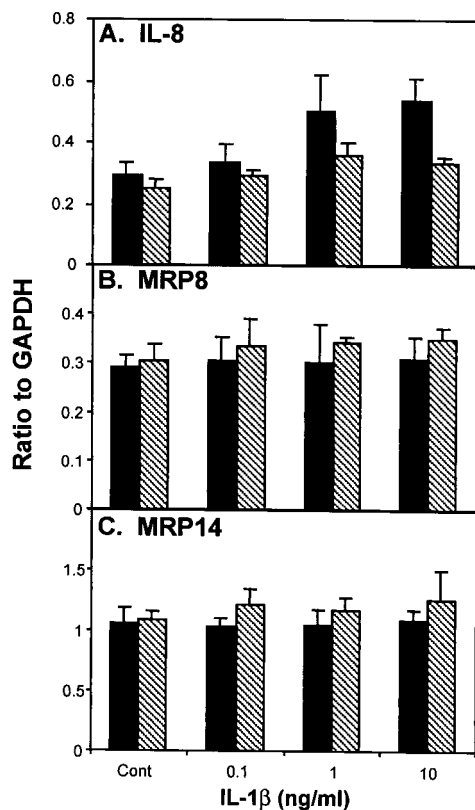 A. IL-8
0.8
0.6
0.4
0.2
0
B. MRP8
0.4
0.3
0.2
0.1
0
C. MRP14
1.5
1
0.5
0
Ratio to GAPDH
Cont 0.1 1 10
IL-1β (ng/ml)